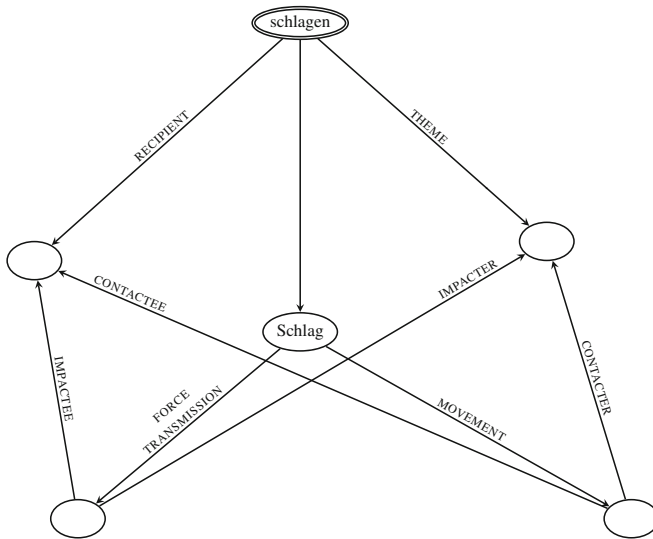 schlagen
RECIPIENT
THEME
CONTACTEE
IMPACTER
Schlag
IMPACTEE
FORCE
TRANSMISSION
MOVEMENT
CONTACTER